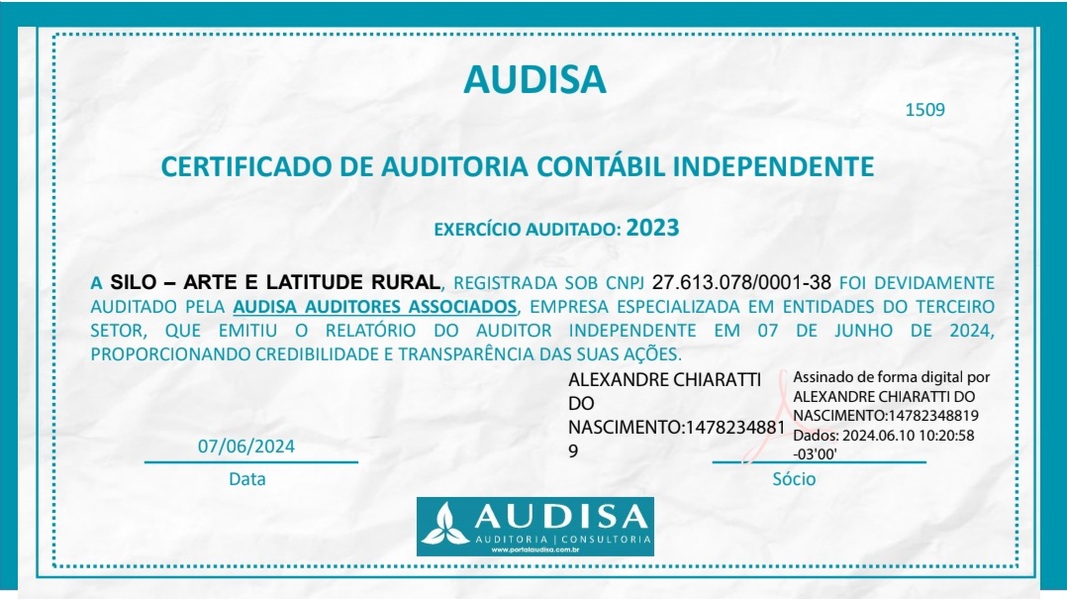 AUDISA
1509
CERTIFICADO DE AUDITORIA CONTÁBIL INDEPENDENTE
EXERCÍCIO AUDITADO: 2023
A SILO – ARTE E LATITUDE RURAL, REGISTRADA SOB CNPJ 27.613.078/0001-38 FOI DEVIDAMENTE
AUDITADO PELA AUDISA AUDITORES ASSOCIADOS, EMPRESA ESPECIALIZADA EM ENTIDADES DO TERCEIRO
SETOR, QUE EMITIU O RELATÓRIO DO AUDITOR INDEPENDENTE EM 07 DE JUNHO DE 2024,
PROPORCIONANDO CREDIBILIDADE E TRANSPARÊNCIA DAS SUAS AÇÕES.
ALEXANDRE CHIARATTI
DO
NASCIMENTO:1478234881
9
Assinado de forma digital por
ALEXANDRE CHIARATTI DO
NASCIMENTO:14782348819
Dados: 2024.06.10 10:20:58
-03'00'
07/06/2024
Data
Sócio
AUDISA
AUDITORIA | CONSULTORIA
www.portalaudisa.com.br